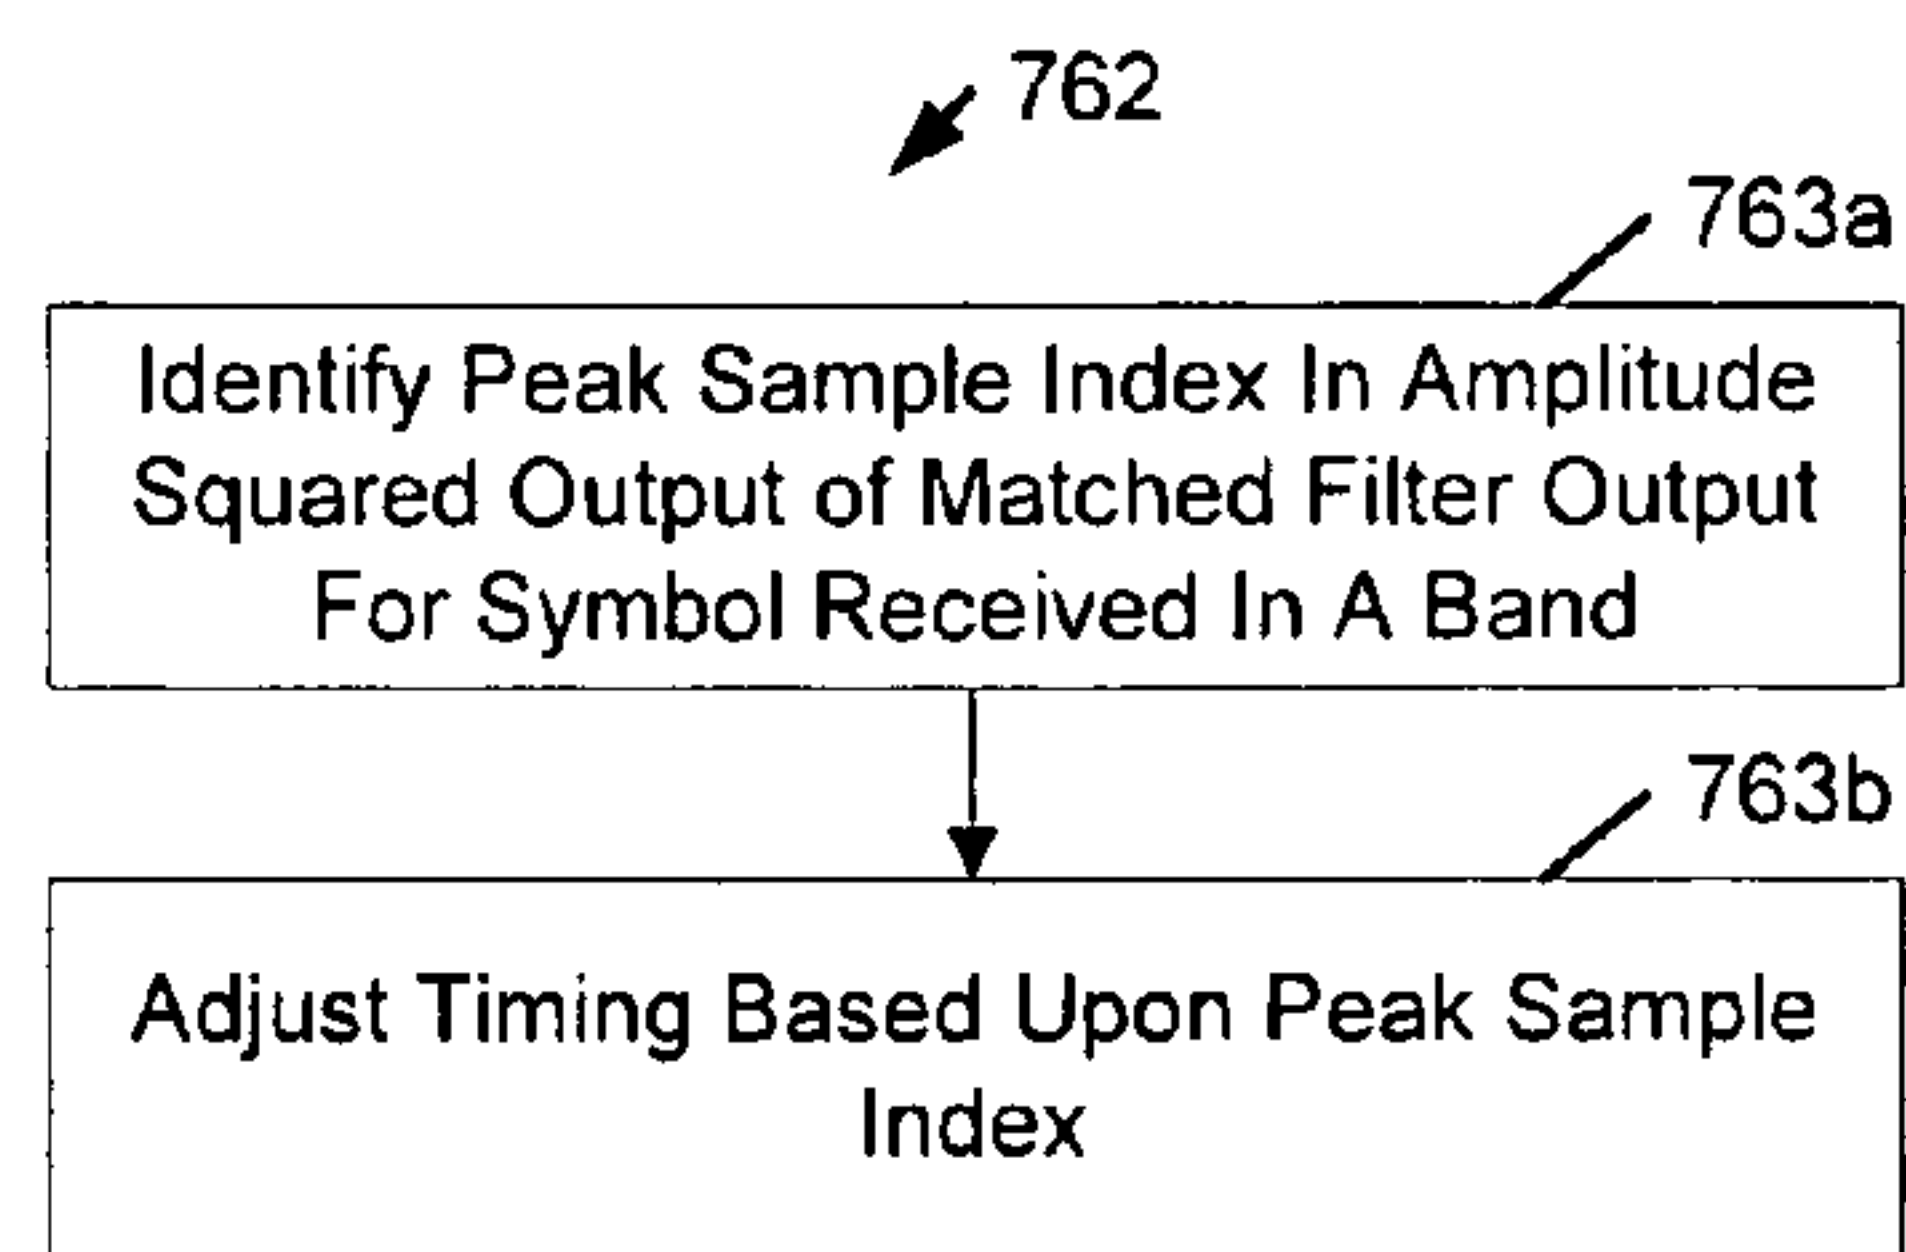 762
763a
Identify Peak Sample Index In Amplitude
Squared Output of Matched Filter Output
For Symbol Received In A Band
763b
Adjust Timing Based Upon Peak Sample
Index